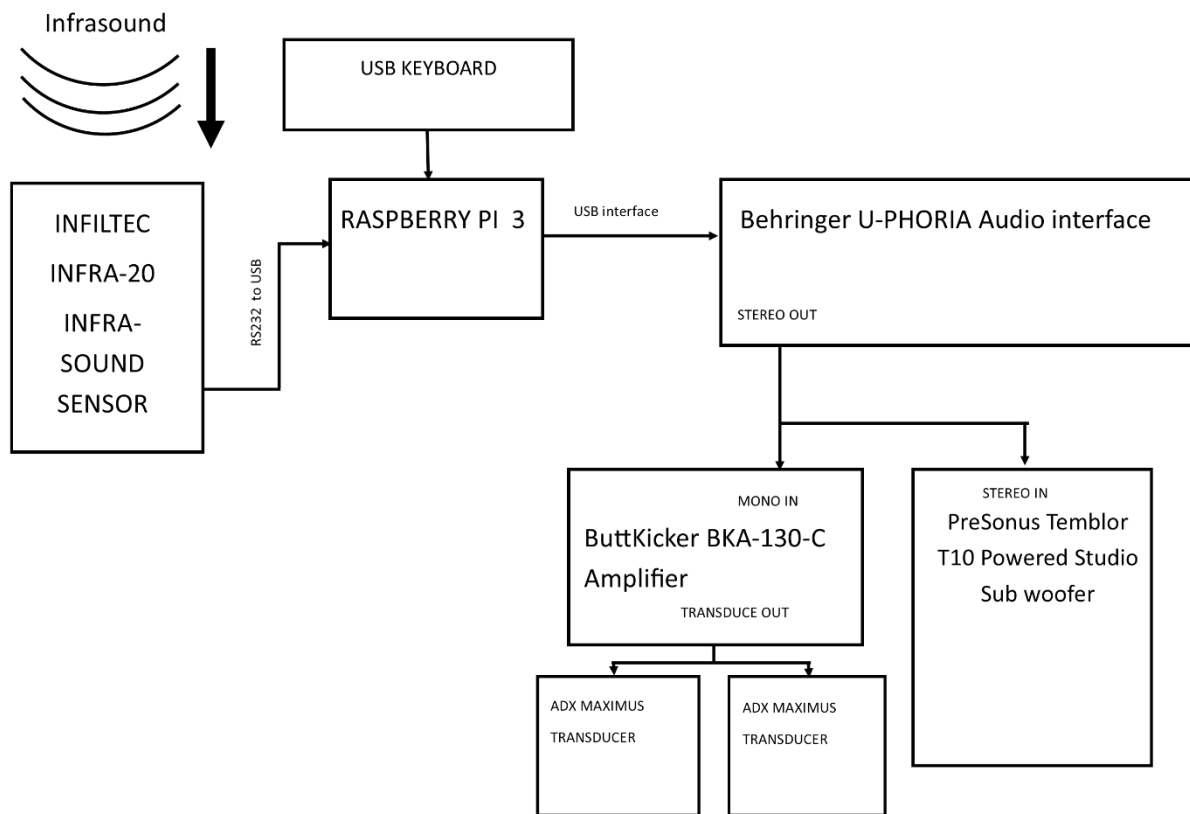 Infrasound
USB KEYBOARD
INFILTEC
INFRA-20
INFRA-
SOUND
SENSOR
RS232 to USB
RASPBERRY PI 3
USB interface
Behringer U-PHORIA Audio interface
STEREO OUT
MONO IN
ButtKicker BKA-130-C
Amplifier
TRANSDUCE OUT
STEREO IN
PreSonus Temblor
T10 Powered Studio
Sub woofer
ADX MAXIMUS
TRANSDUCER
ADX MAXIMUS
TRANSDUCER